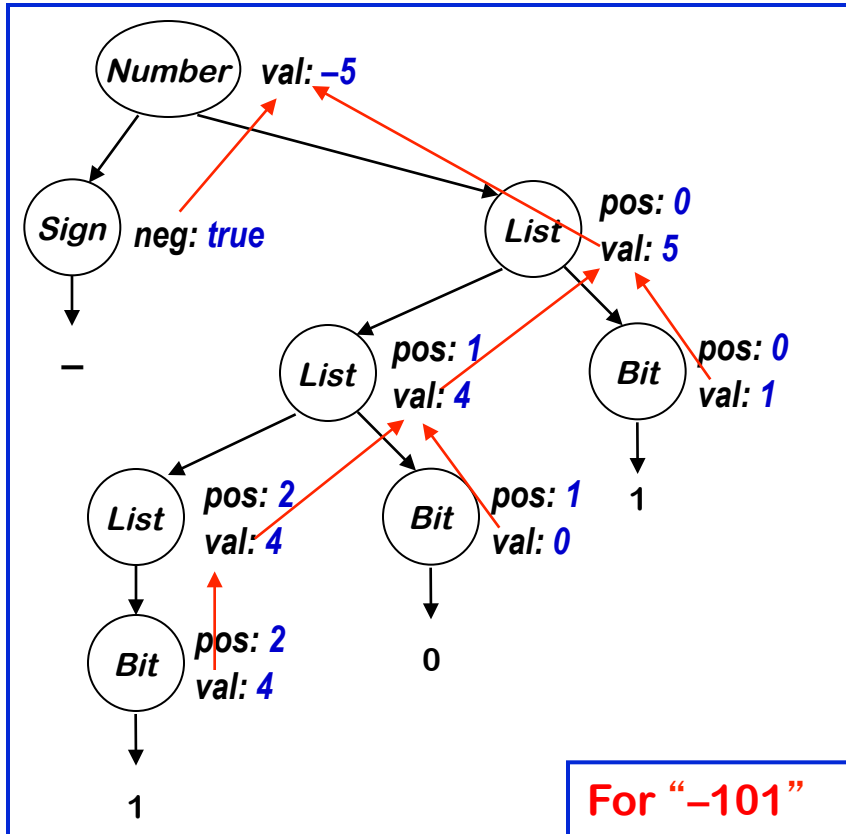 Number val: –5
Sign neg: true
List pos: 0
val: 5
–
List pos: 1
val: 4
Bit pos: 0
val: 1
List pos: 2
val: 4
Bit pos: 1
val: 0
1
Bit pos: 2
val: 4
0
1
For “–101”